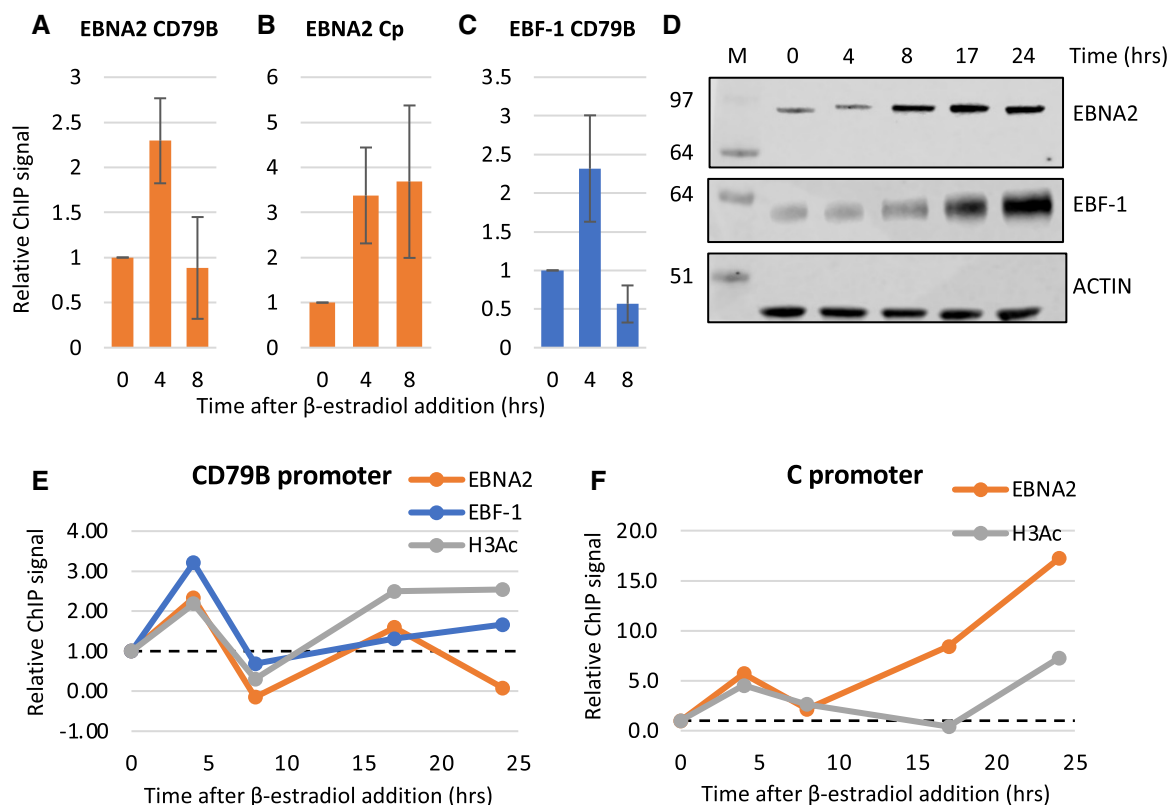 A EBNA2 CD79B
B EBNA2 Cp
C EBF-1 CD79B
D
Relative ChIP signal
3
2.5
2
1.5
1
0.5
0
0 4 8
6
5
4
3
2
1
0
0 4 8
3.5
3
2.5
2
1.5
1
0.5
0
0 4 8
Time after β-estradiol addition (hrs)
M 0 4 8 17 24 Time (hrs)
97
64
EBNA2
64
EBF-1
51
ACTIN
E CD79B promoter
EBNA2
EBF-1
H3Ac
Relative ChIP signal
4.00
3.00
2.00
1.00
0.00
-1.00
0 5 10 15 20 25
Time after β-estradiol addition (hrs)
F C promoter
EBNA2
H3Ac
Relative ChIP signal
20.0
15.0
10.0
5.0
0.0
0 5 10 15 20 25
Time after β-estradiol addition (hrs)